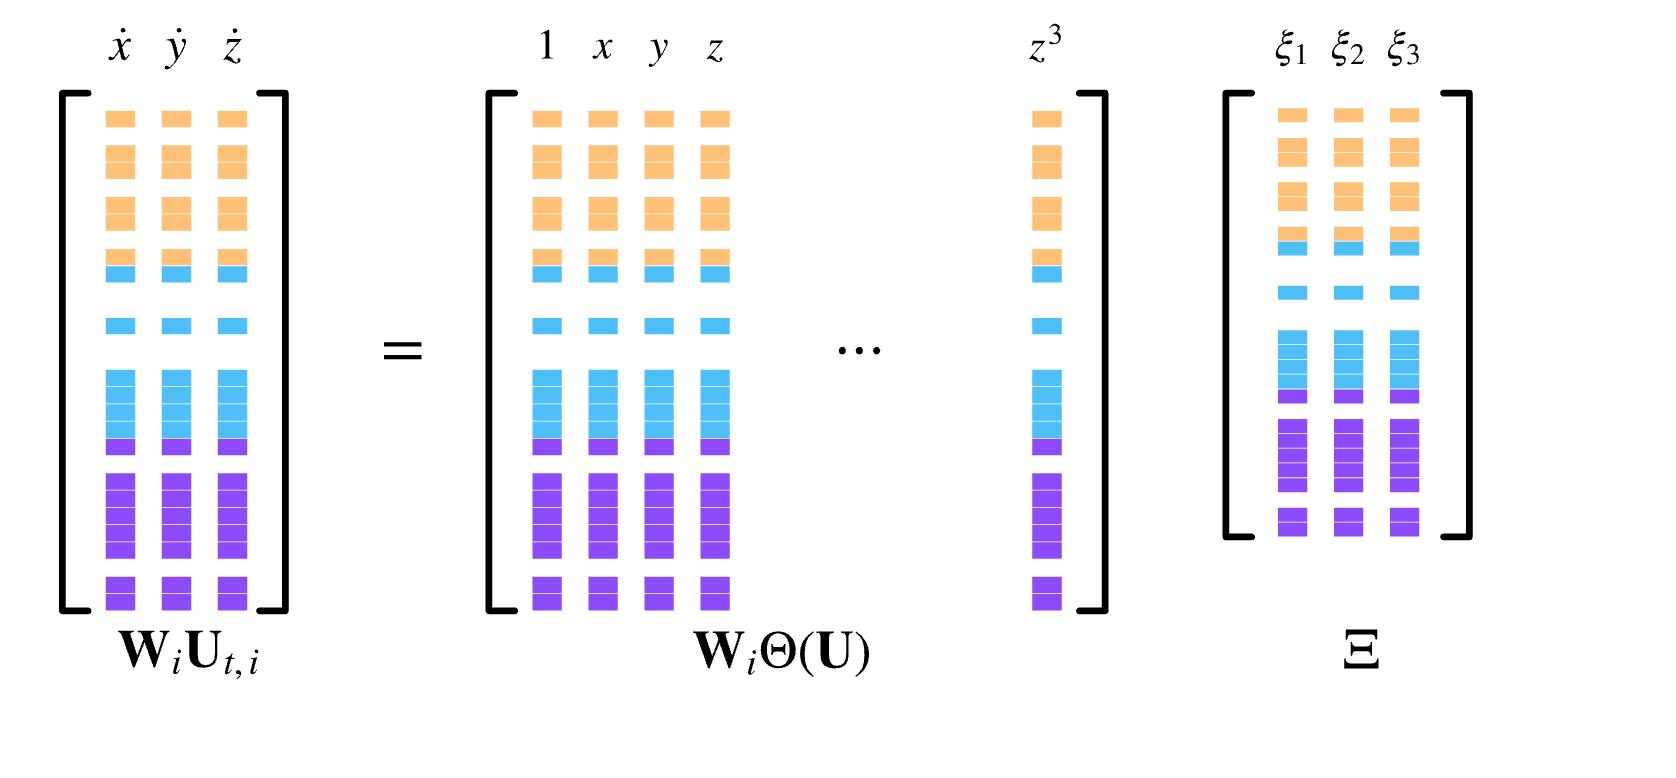 ẋ ẏ ż 1 x y z z³ ξ₁ ξ₂ ξ₃
= ...
WᵢUₜ,ᵢ WᵢΘ(U) Ξ